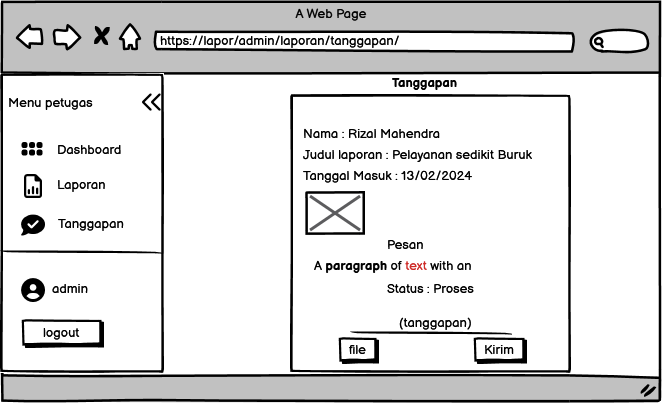 A Web Page
https://lapor/admin/laporan/tanggapan/
Menu petugas
Dashboard
Laporan
Tanggapan
admin
logout
Tanggapan
Nama : Rizal Mahendra
Judul laporan : Pelayanan sedikit Buruk
Tanggal Masuk : 13/02/2024
Pesan
A paragraph of text with an
Status : Proses
(tanggapan)
file
Kirim